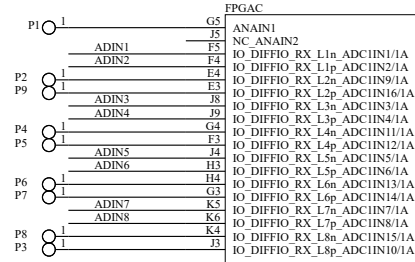 FPGAC
P1 1 G5 ANAIN1
J5 NC_ANAIN2
ADIN1 F5 IO_DIFFIO_RX_L1n_ADC1IN1/1A
ADIN2 F4 IO_DIFFIO_RX_L1p_ADC1IN2/1A
P2 1 E4 IO_DIFFIO_RX_L2n_ADC1IN9/1A
P9 1 E3 IO_DIFFIO_RX_L2p_ADC1IN16/1A
ADIN3 J8 IO_DIFFIO_RX_L3n_ADC1IN3/1A
ADIN4 J9 IO_DIFFIO_RX_L3p_ADC1IN4/1A
P4 1 G4 IO_DIFFIO_RX_L4n_ADC1IN11/1A
P5 1 F3 IO_DIFFIO_RX_L4p_ADC1IN12/1A
ADIN5 J4 IO_DIFFIO_RX_L5n_ADC1IN5/1A
ADIN6 H3 IO_DIFFIO_RX_L5p_ADC1IN6/1A
P6 1 H4 IO_DIFFIO_RX_L6n_ADC1IN13/1A
P7 1 G3 IO_DIFFIO_RX_L6p_ADC1IN14/1A
ADIN7 K5 IO_DIFFIO_RX_L7n_ADC1IN7/1A
ADIN8 K6 IO_DIFFIO_RX_L7p_ADC1IN8/1A
P8 1 K4 IO_DIFFIO_RX_L8n_ADC1IN15/1A
P3 1 J3 IO_DIFFIO_RX_L8p_ADC1IN10/1A